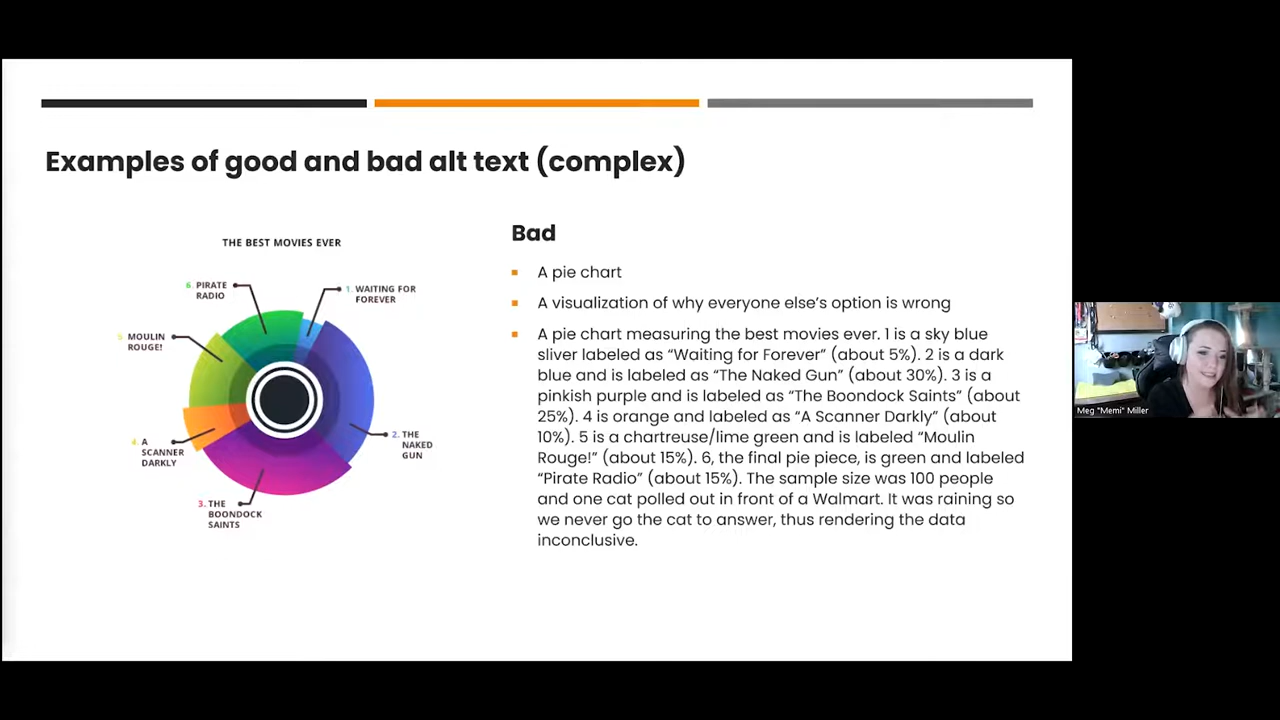 Examples of good and bad alt text (complex)
THE BEST MOVIES EVER
6. PIRATE
RADIO
1. WAITING FOR
FOREVER
5. MOULIN
ROUGE!
4. A
SCANNER
DARKLY
2. THE
NAKED
GUN
3. THE
BOONDOCK
SAINTS
Bad
A pie chart
A visualization of why everyone else's option is wrong
A pie chart measuring the best movies ever. 1 is a sky blue
sliver labeled as “Waiting for Forever” (about 5%). 2 is a dark
blue and is labeled as “The Naked Gun” (about 30%). 3 is a
pinkish purple and is labeled as “The Boondock Saints” (about
25%). 4 is orange and labeled as “A Scanner Darkly” (about
10%). 5 is a chartreuse/lime green and is labeled “Moulin
Rouge!” (about 15%). 6, the final pie piece, is green and labeled
“Pirate Radio” (about 15%). The sample size was 100 people
and one cat polled out in front of a Walmart. It was raining so
we never go the cat to answer, thus rendering the data
inconclusive.
Meg "Memi" Miller